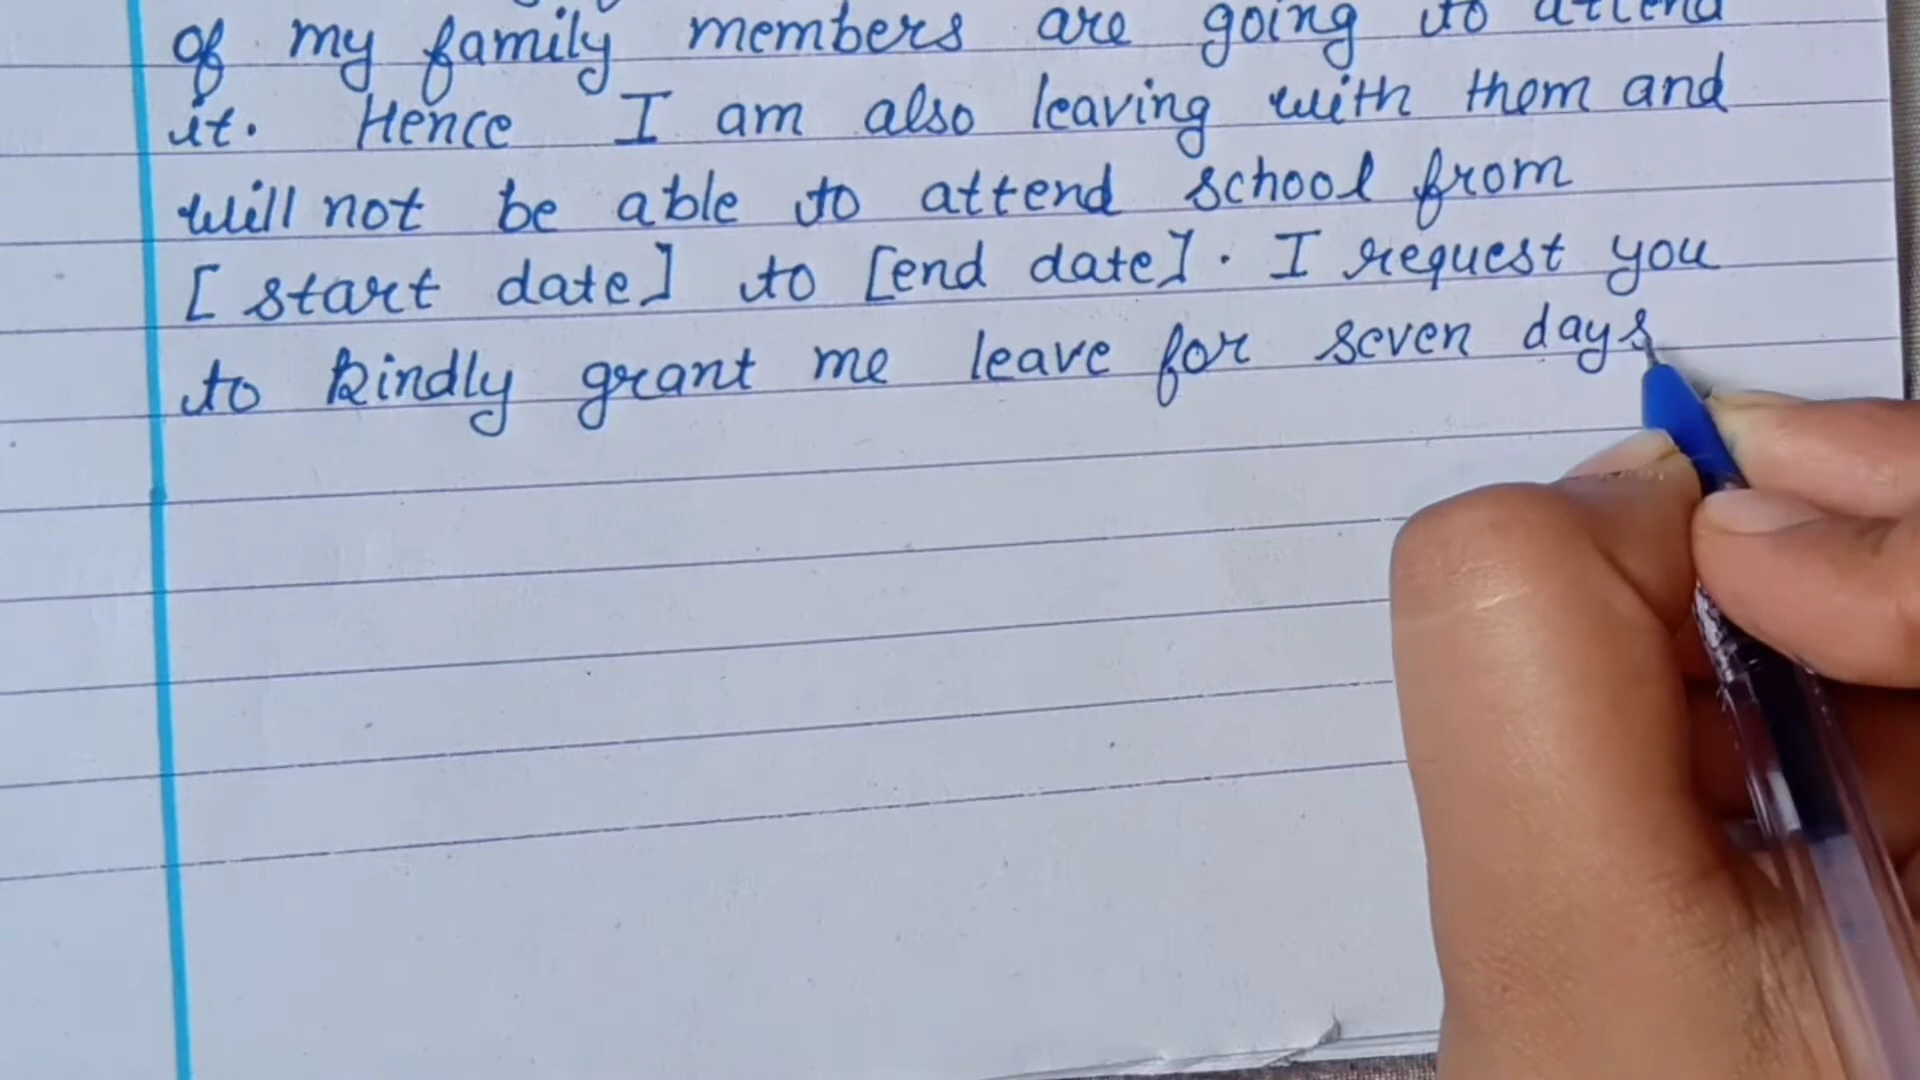 of my family members are going to attend
it. Hence I am also leaving with them and
will not be able to attend school from
[start date] to [end date]. I request you
to kindly grant me leave for seven days